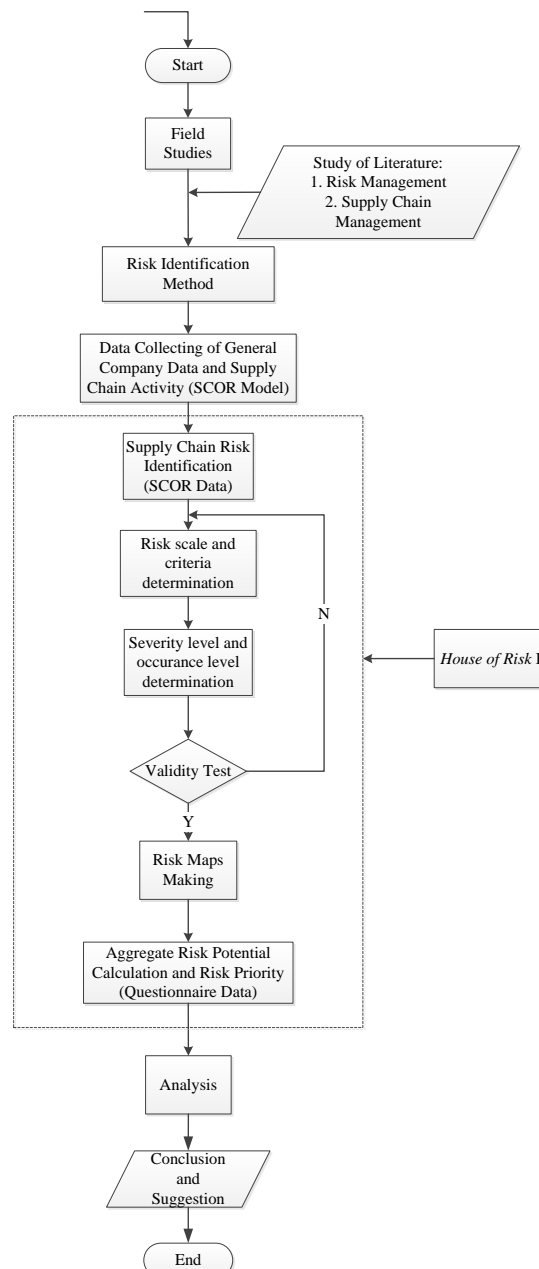 Start
Field
Studies
Study of Literature:
1. Risk Management
2. Supply Chain
Management
Risk Identification
Method
Data Collecting of General
Company Data and Supply
Chain Activity (SCOR Model)
Supply Chain Risk
Identification
(SCOR Data)
Risk scale and
criteria
determination
N
Severity level and
occurance level
determination
House of Risk I
Validity Test
Y
Risk Maps
Making
Aggregate Risk Potential
Calculation and Risk Priority
(Questionnaire Data)
Analysis
Conclusion
and
Suggestion
End